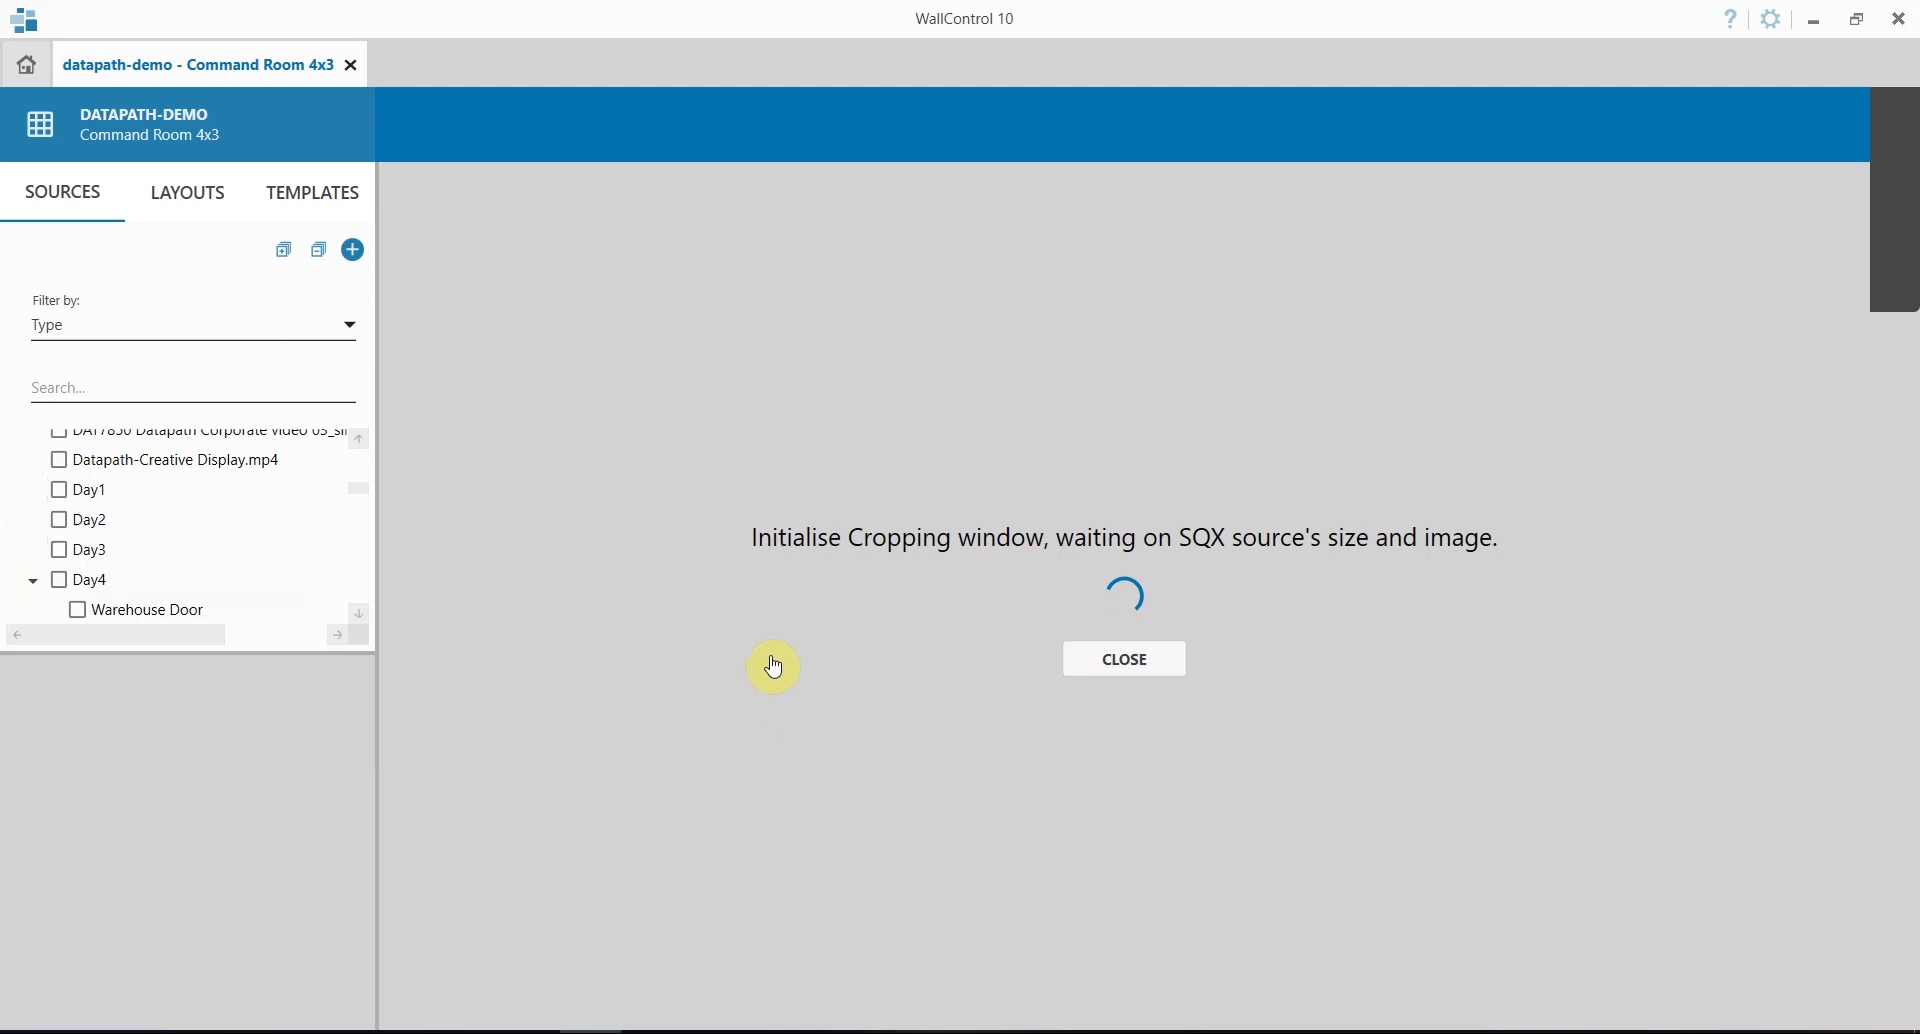 WallControl 10
?
datapath-demo - Command Room 4x3
DATAPATH-DEMO
Command Room 4x3
SOURCES LAYOUTS TEMPLATES
Filter by:
Type
Search...
Datapath-Creative Display.mp4
Day1
Day2
Day3
Day4
Warehouse Door
Initialise Cropping window, waiting on SQX source's size and image.
CLOSE